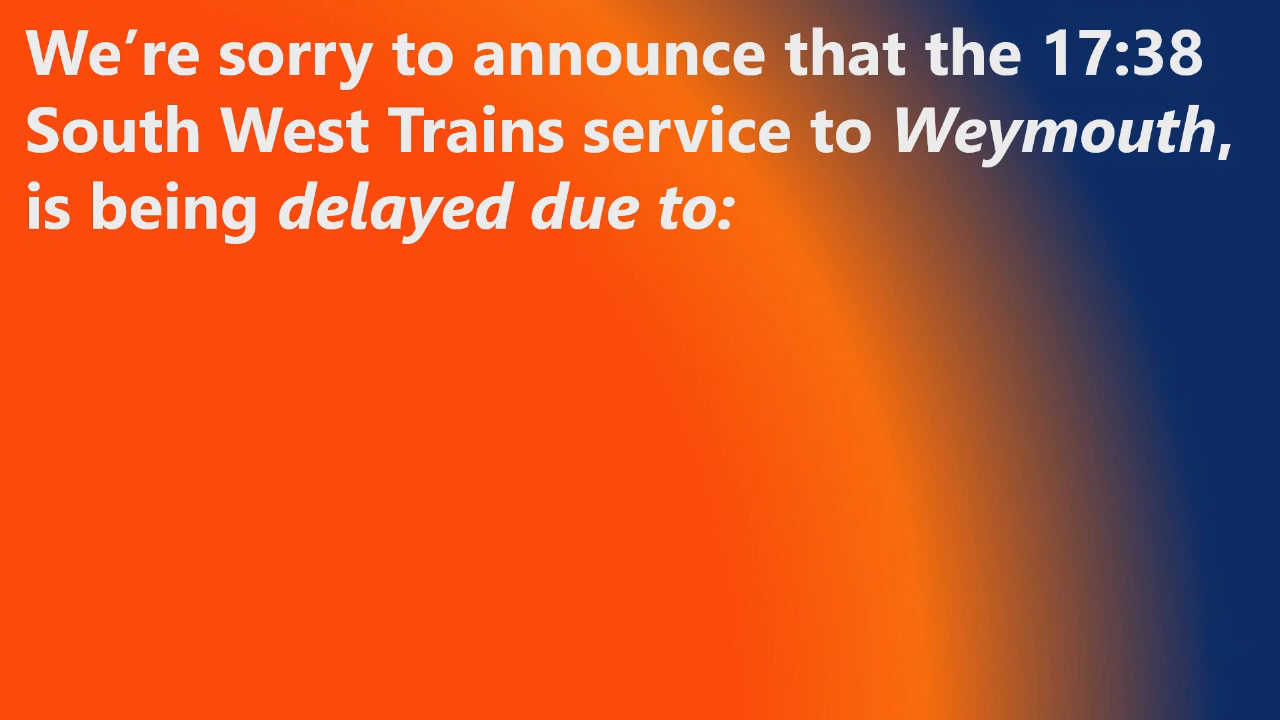 We’re sorry to announce that the 17:38
South West Trains service to Weymouth,
is being delayed due to: